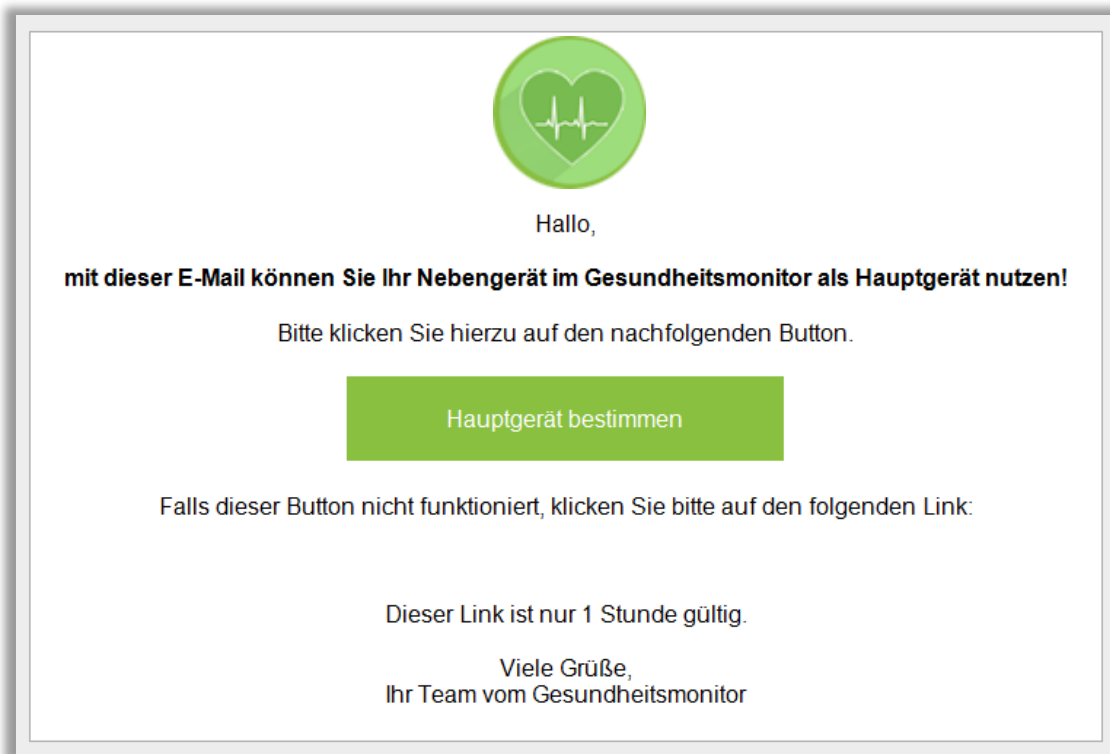 Hallo,
mit dieser E-Mail können Sie Ihr Nebengerät im Gesundheitsmonitor als Hauptgerät nutzen!
Bitte klicken Sie hierzu auf den nachfolgenden Button.
Hauptgerät bestimmen
Falls dieser Button nicht funktioniert, klicken Sie bitte auf den folgenden Link:
Dieser Link ist nur 1 Stunde gültig.
Viele Grüße,
Ihr Team vom Gesundheitsmonitor